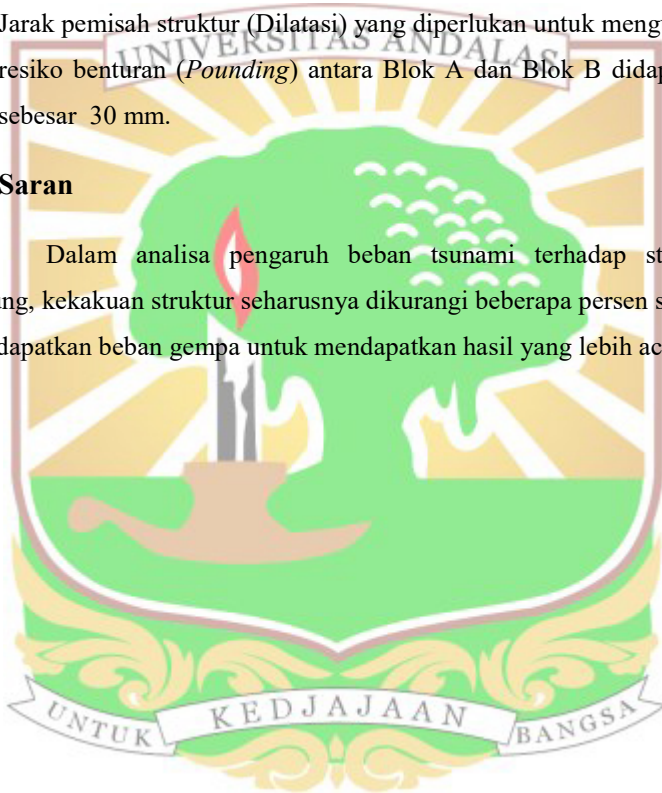 Jarak pemisah struktur (Dilatasi) yang diperlukan untuk meng
resiko benturan (Pounding) antara Blok A dan Blok B didap
sebesar 30 mm.
Saran
Dalam analisa pengaruh beban tsunami terhadap st
ung, kekakuan struktur seharusnya dikurangi beberapa persen s
dapatkan beban gempa untuk mendapatkan hasil yang lebih ac
UNIVERSITAS ANDALAS
UNTUK KEDJAJAAN BANGSA